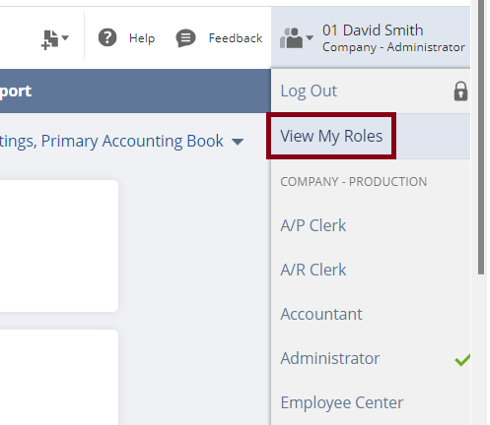 Help
Feedback
01 David Smith
Company - Administrator
port
Log Out
tings, Primary Accounting Book
View My Roles
COMPANY - PRODUCTION
A/P Clerk
A/R Clerk
Accountant
Administrator
Employee Center